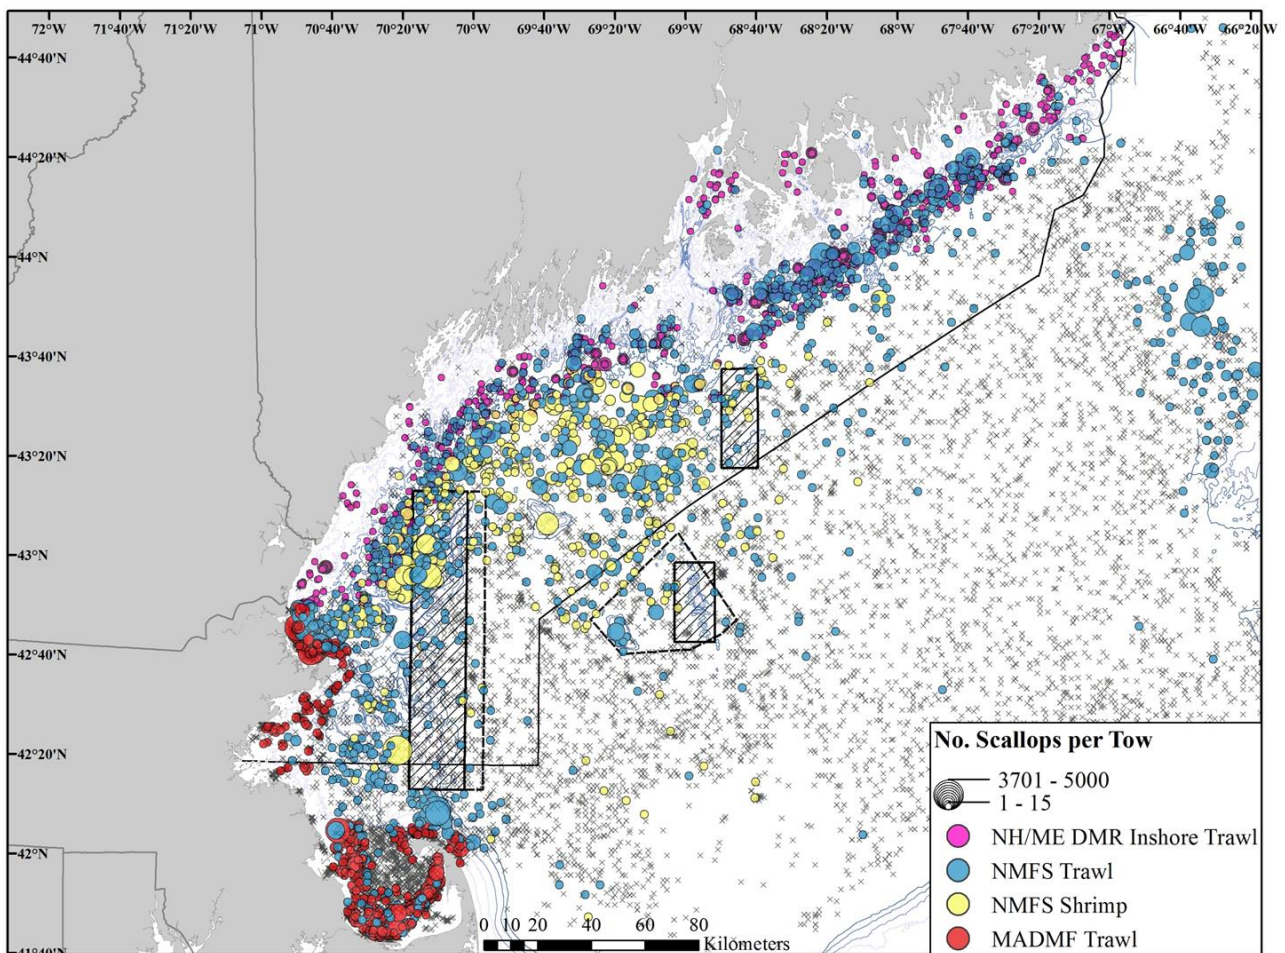 72°W 71°40'W 71°20'W 71°W 70°40'W 70°20'W 70°W 69°40'W 69°20'W 69°W 68°40'W 68°20'W 68°W 67°40'W 67°20'W 67°W 66°40'W 66°20'W
44°40'N
44°20'N
44°N
43°40'N
43°20'N
43°N
42°40'N
42°20'N
42°N
41°40'N
No. Scallops per Tow
3701 - 5000
1 - 15
NH/ME DMR Inshore Trawl
NMFS Trawl
NMFS Shrimp
MADMF Trawl
0 10 20 40 60 80
Kilometers